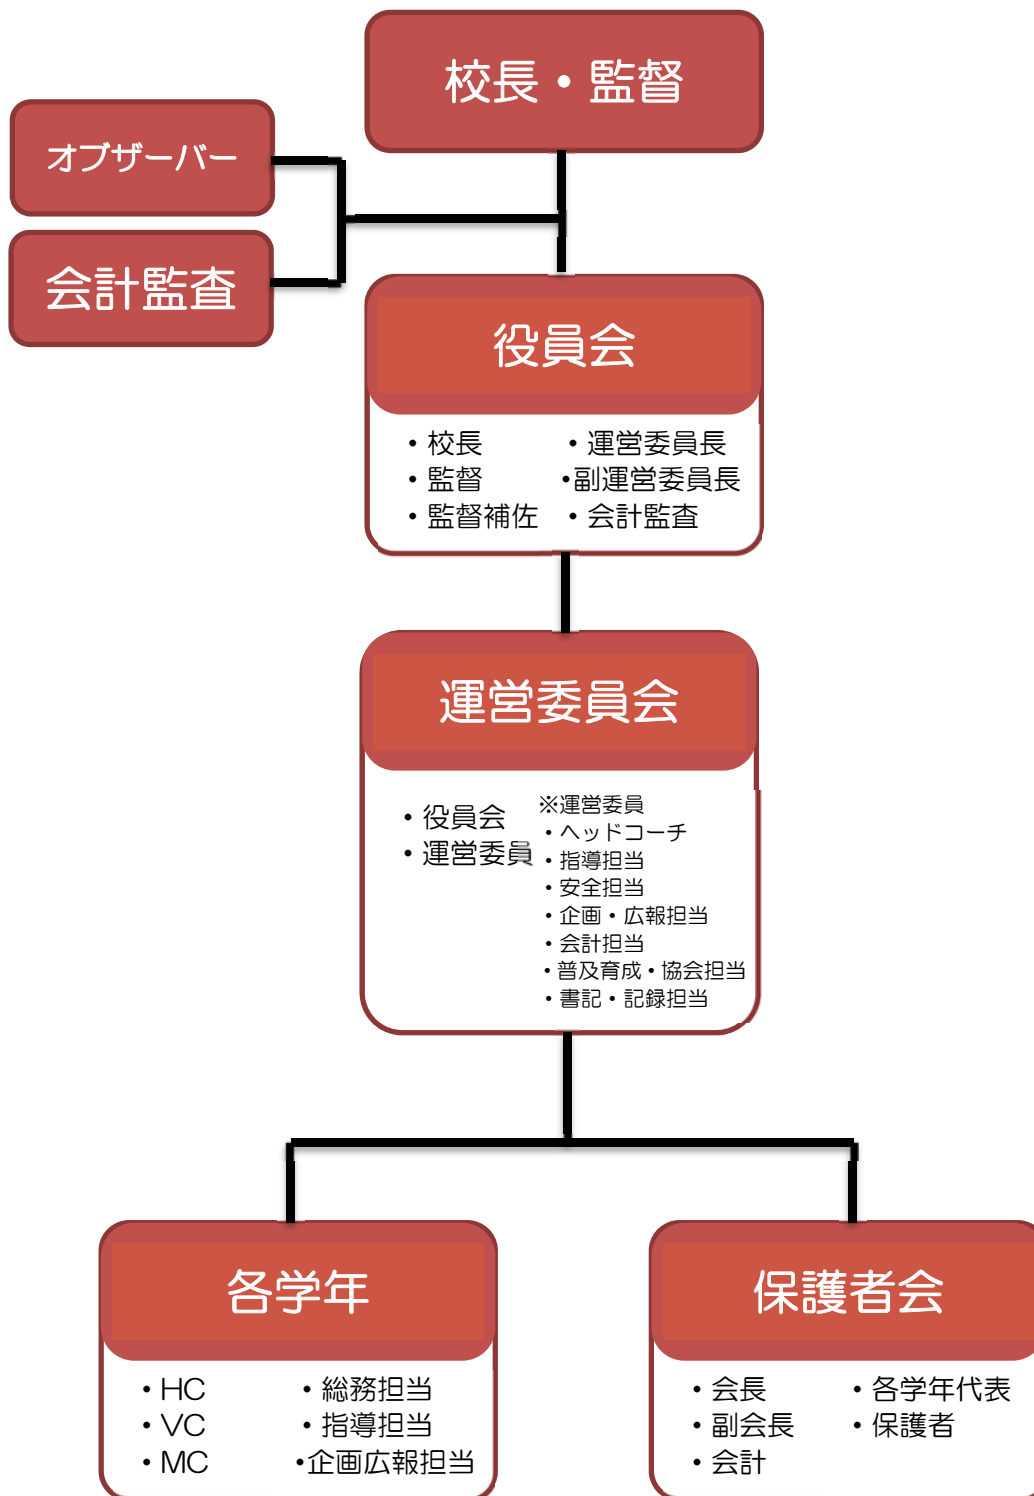 校長・監督
オブザーバー
会計監査
役員会
・校長
・監督
・監督補佐
・運営委員長
・副運営委員長
・会計監査
運営委員会
・役員会
・運営委員
※運営委員
・ヘッドコーチ
・指導担当
・安全担当
・企画・広報担当
・会計担当
・普及育成・協会担当
・書記・記録担当
各学年
・HC
・VC
・MC
・総務担当
・指導担当
・企画広報担当
保護者会
・会長
・副会長
・会計
・各学年代表
・保護者